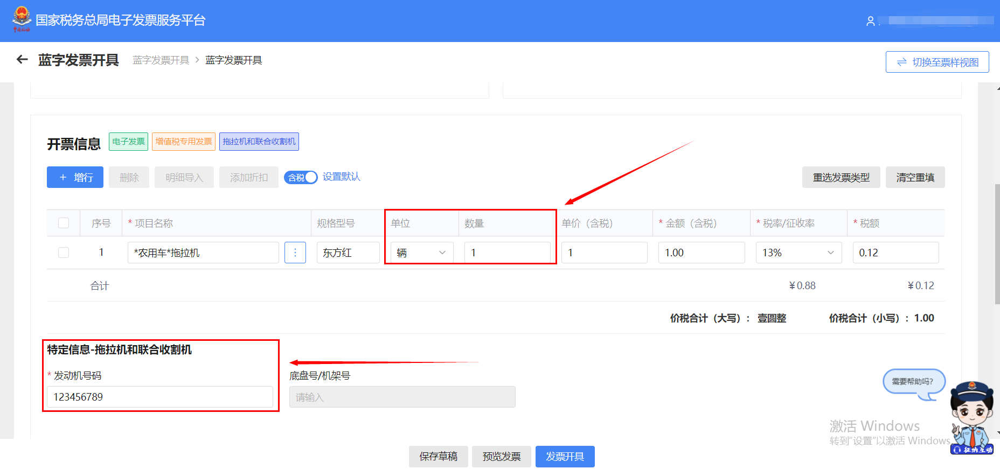 国家税务总局电子发票服务平台
蓝字发票开具 蓝字发票开具 > 蓝字发票开具
切换至票样视图
开票信息 电子发票 增值税专用发票 拖拉机和联合收割机
+ 增行 删除 明细导入 添加折扣 含税 设置默认 重选发票类型 清空重填
序号 * 项目名称 规格型号 单位 数量 单价（含税） * 金额（含税） * 税率/征收率 * 税额
1 *农用车*拖拉机 东方红 辆 1 1 1.00 13% 0.12
合计 ¥0.88 ¥0.12
价税合计（大写）： 壹圆整 价税合计（小写）：1.00
特定信息-拖拉机和联合收割机
* 发动机号码 底盘号/机架号
123456789 请输入
需要帮助吗?
激活 Windows
转到“设置”以激活 Windows
征纳互动
保存草稿 预览发票 发票开具